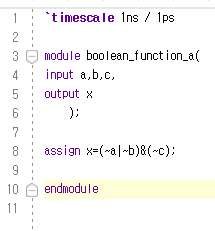 1 `timescale 1ns / 1ps
2
3 module boolean_function_a(
4 input a,b,c,
5 output x
6 );
7
8 assign x=(~a|~b)&(~c);
9
10 endmodule
11